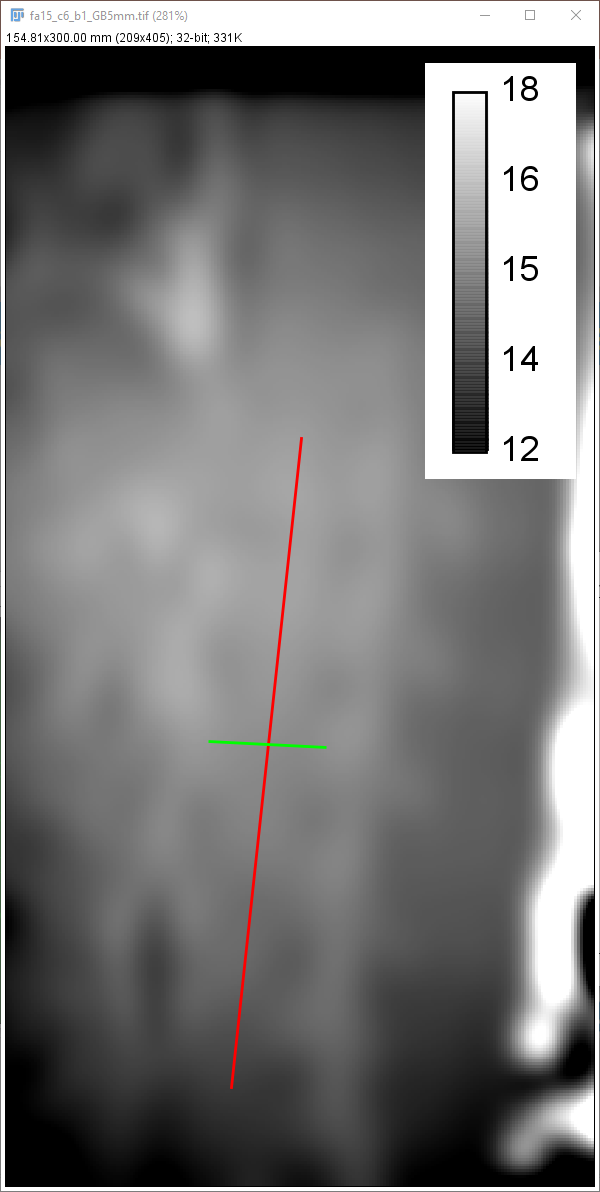 fa15_c6_b1_GB5mm.tif (281%)
154.81x300.00 mm (209x405); 32-bit; 331K
18
16
15
14
12